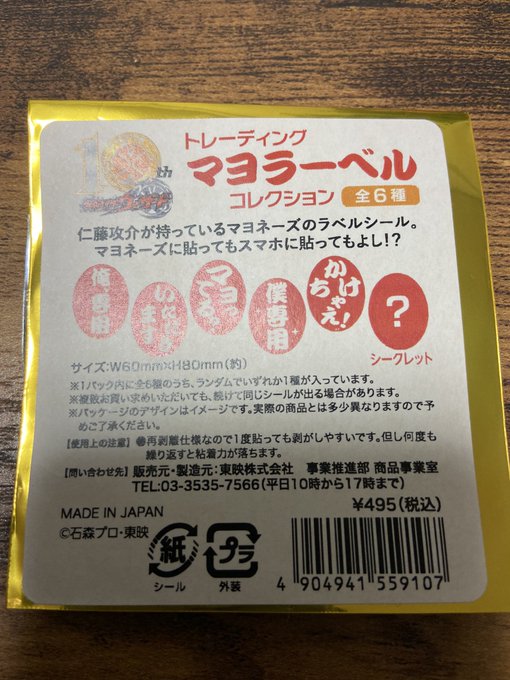 10th
トレーディング
マヨラーベル
コレクション 全6種
仁藤攻介が持っているマヨネーズのラベルシール。
マヨネーズに貼ってもスマホに貼ってもよし!?
俺専用
いただきます
マヨってる
僕専用
かけちゃえ!
?
シークレット
サイズ:W60mm×H80mm(約)
※1パック内に全6種のうち、ランダムでいずれか1種が入っています。
※複数お買い求めいただいても、続けて同じシールが出る場合があります。
※パッケージのデザインはイメージです。実際の商品とは多少異なりますので予
めご了承ください。
【使用上の注意】●再剥離仕様なので1度貼っても剥がしやすいです。但し何度も
繰り返すと粘着力が落ちます。
【問い合わせ先】販売元・製造元:東映株式会社 事業推進部 商品事業室
TEL:03-3535-7566(平日10時から17時まで)
¥495(税込)
MADE IN JAPAN
©石森プロ・東映
紙
シール
プラ
外装
4 904941 559107